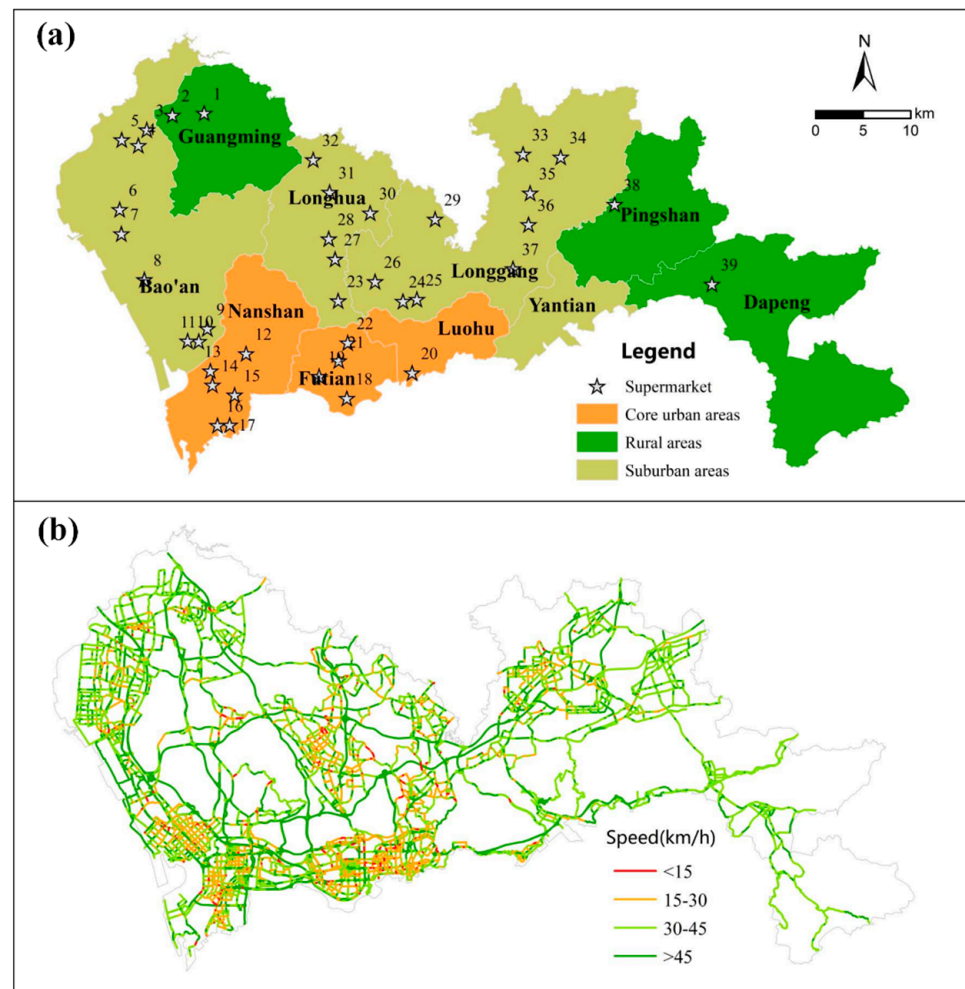 (a)
N
km
0 5 10
1
2
3
4
5
Guangming
6
7
8
Bao'an
9
10
11
12
Nanshan
13
14
15
16
17
18
19
Futian
20
21
22
Luohu
23
24
25
26
27
28
29
30
31
Longhua
32
33
34
35
36
37
Longgang
38
Pingshan
39
Dapeng
Yantian
Legend
Supermarket
Core urban areas
Rural areas
Suburban areas
(b)
Speed(km/h)
<15
15-30
30-45
>45